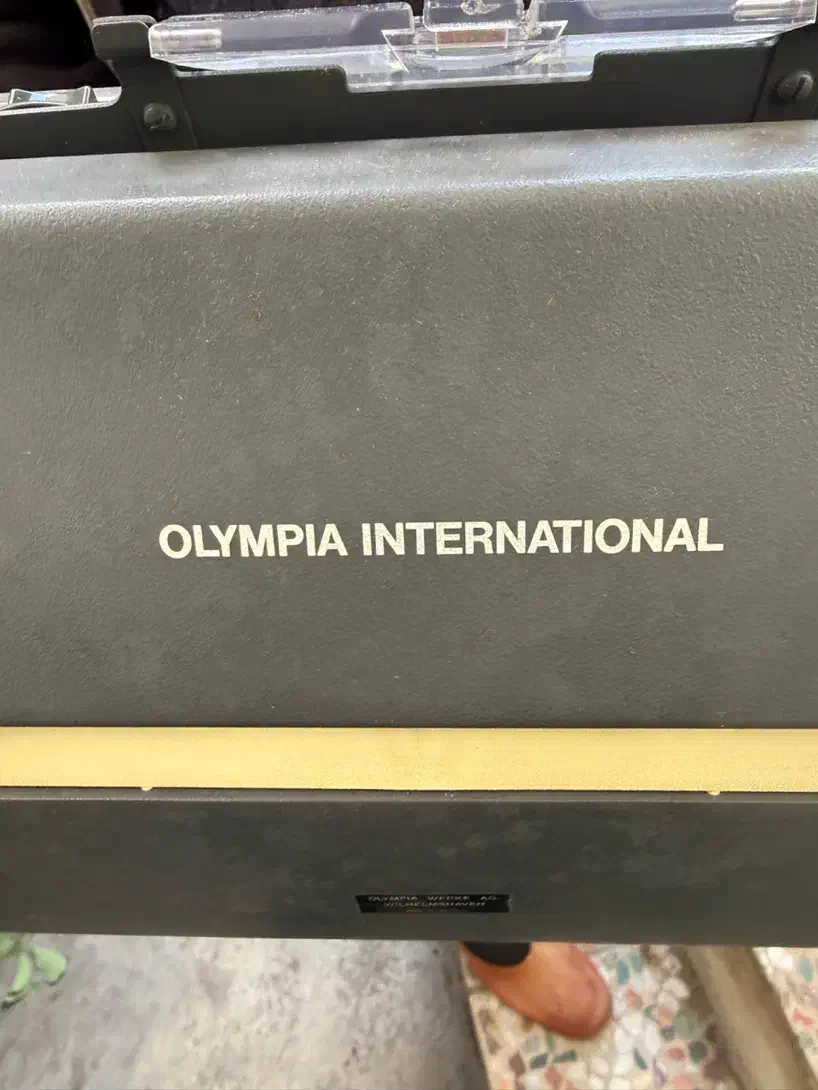 OLYMPIA INTERNATIONAL
OLYMPIA WERKE AG.
WILHELMSHAVEN